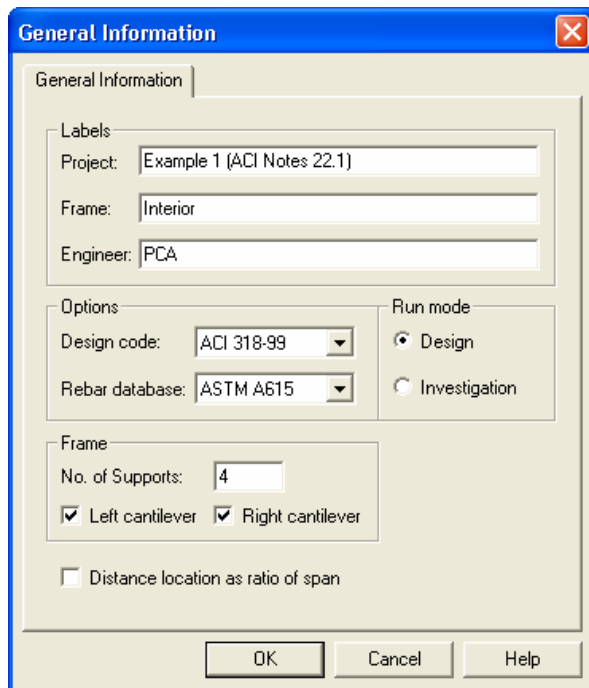 General Information
General Information
Labels
Project: Example 1 (ACI Notes 22.1)
Frame: Interior
Engineer: PCA
Options
Design code: ACI 318-99
Rebar database: ASTM A615
Run mode
Design
Investigation
Frame
No. of Supports: 4
Left cantilever Right cantilever
Distance location as ratio of span
OK Cancel Help